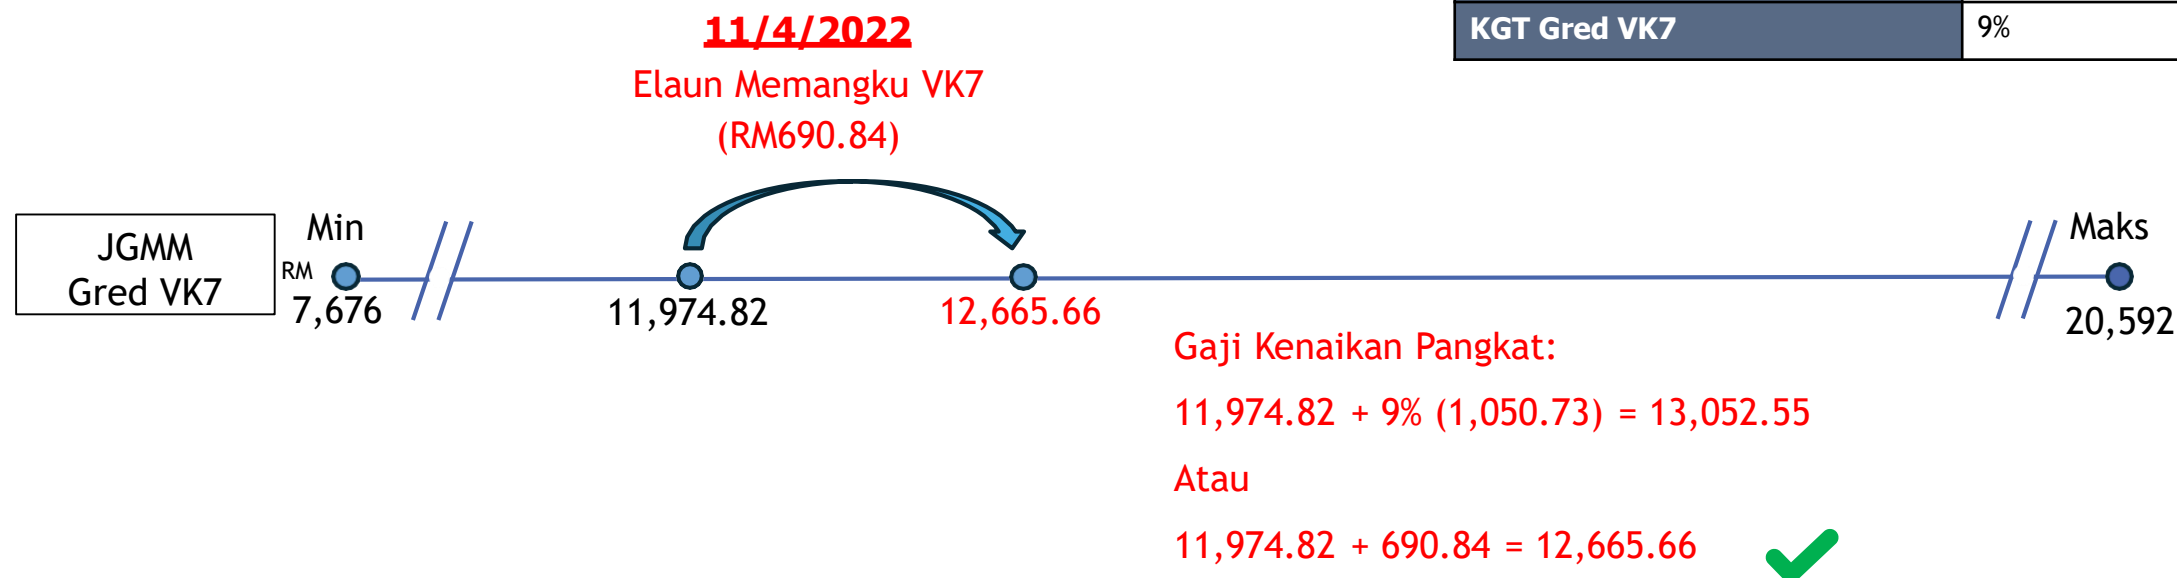 11/4/2022
KGT Gred VK7 9%
Elaun Memangku VK7
(RM690.84)
JGMM
Gred VK7
Min
Maks
RM
7,676
11,974.82
12,665.66
20,592
Gaji Kenaikan Pangkat:
11,974.82 + 9% (1,050.73) = 13,052.55
Atau
11,974.82 + 690.84 = 12,665.66